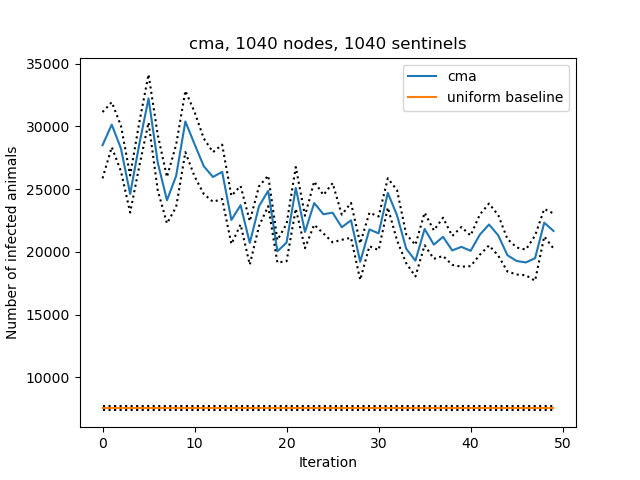 cma, 1040 nodes, 1040 sentinels
cma
uniform baseline
Number of infected animals
35000
30000
25000
20000
15000
10000
0
10
20
30
40
50
Iteration